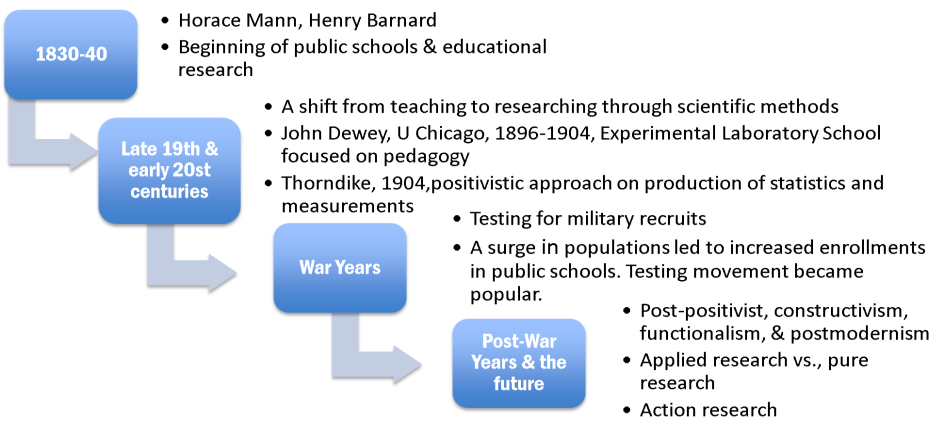 1830-40
• Horace Mann, Henry Barnard
• Beginning of public schools & educational
research
Late 19th &
early 20st
centuries
• A shift from teaching to researching through scientific methods
• John Dewey, U Chicago, 1896-1904, Experimental Laboratory School
focused on pedagogy
• Thorndike, 1904,positivistic approach on production of statistics and
measurements
War Years
• Testing for military recruits
• A surge in populations led to increased enrollments
in public schools. Testing movement became
popular.
Post-War
Years & the
future
• Post-positivist, constructivism,
functionalism, & postmodernism
• Applied research vs., pure
research
• Action research